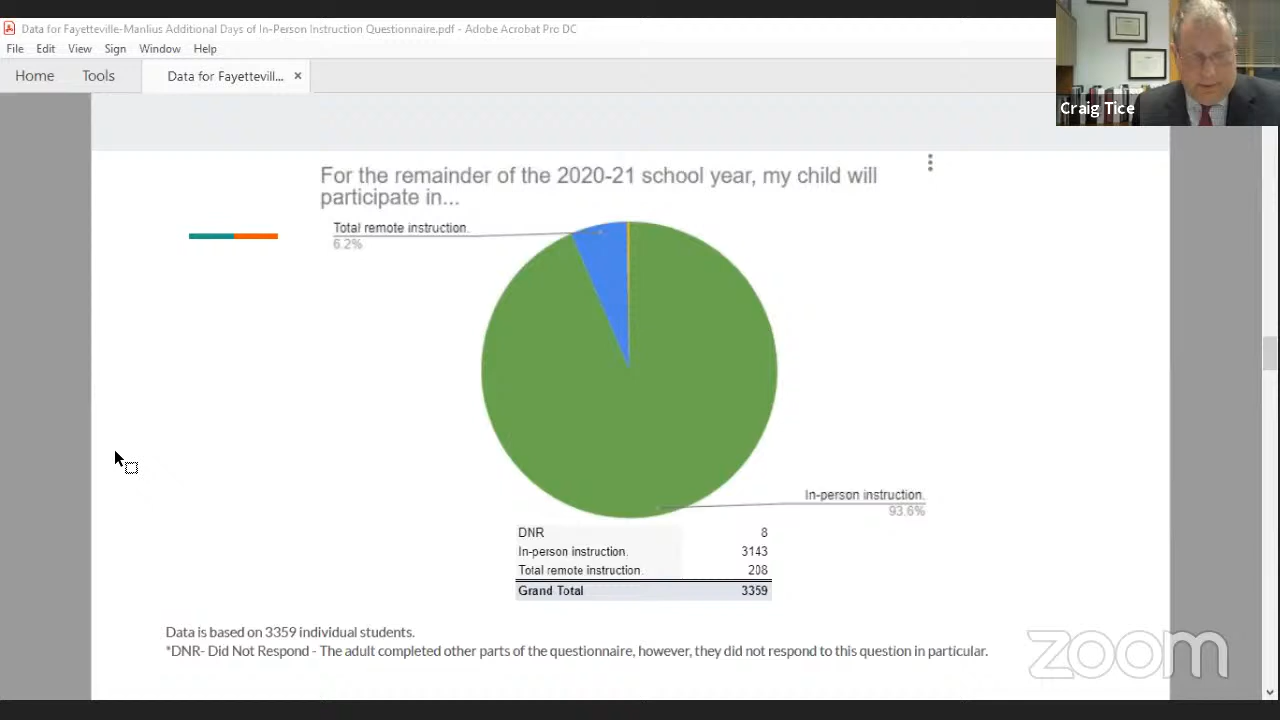 Data for Fayetteville-Manlius Additional Days of In-Person Instruction Questionnaire.pdf - Adobe Acrobat Pro DC
File Edit View Sign Window Help
Home Tools Data for Fayettevill... ×
Craig Tice
For the remainder of the 2020-21 school year, my child will
participate in...
Total remote instruction.
6.2%
In-person instruction.
93.6%
DNR 8
In-person instruction. 3143
Total remote instruction. 208
Grand Total 3359
Data is based on 3359 individual students.
*DNR- Did Not Respond - The adult completed other parts of the questionnaire, however, they did not respond to this question in particular.
zoom